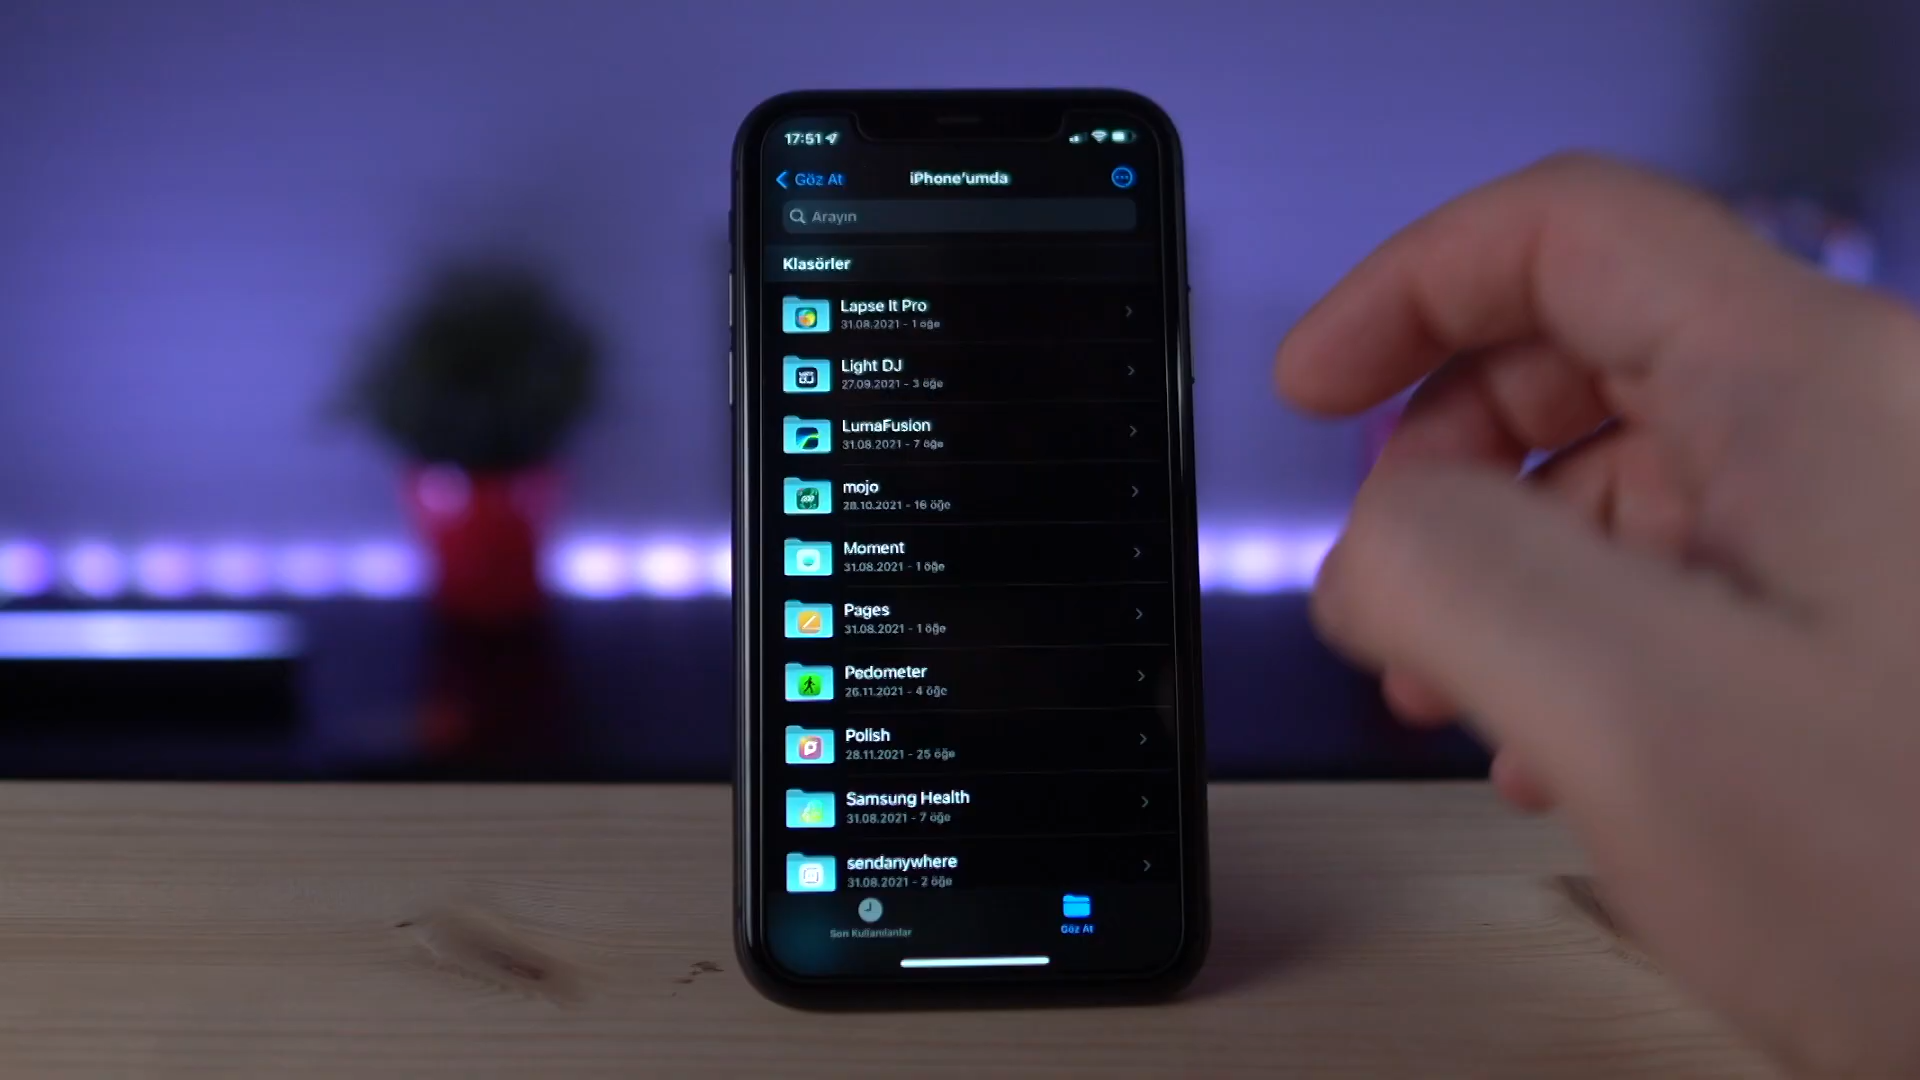 17:51
Göz At
iPhone'umda
Arayın
Klasörler
Lapse It Pro
31.08.2021 - 1 öğe
Light DJ
27.09.2021 - 3 öğe
LumaFusion
31.08.2021 - 7 öğe
mojo
28.10.2021 - 16 öğe
Moment
31.08.2021 - 1 öğe
Pages
31.08.2021 - 1 öğe
Pedometer
26.11.2021 - 4 öğe
Polish
28.11.2021 - 25 öğe
Samsung Health
31.08.2021 - 7 öğe
sendanywhere
31.08.2021 - 2 öğe
Son Kullanılanlar
Göz At